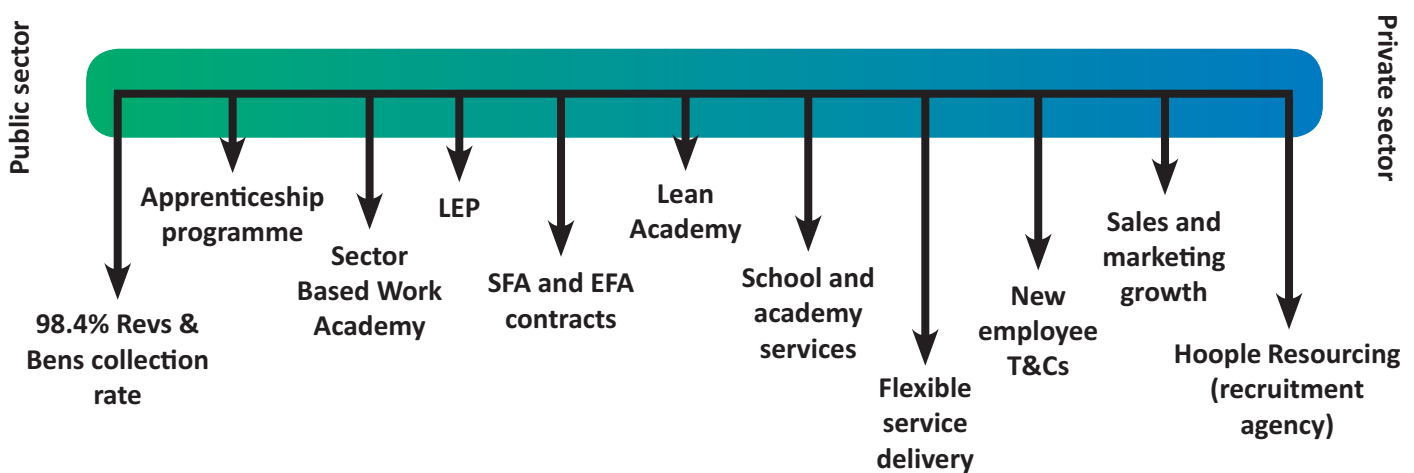 Public sector
Private sector
98.4% Revs &
Bens collection
rate
Apprenticeship
programme
Sector
Based Work
Academy
LEP
SFA and EFA
contracts
Lean
Academy
School and
academy
services
Flexible
service
delivery
New
employee
T&Cs
Sales and
marketing
growth
Hoople Resourcing
(recruitment
agency)